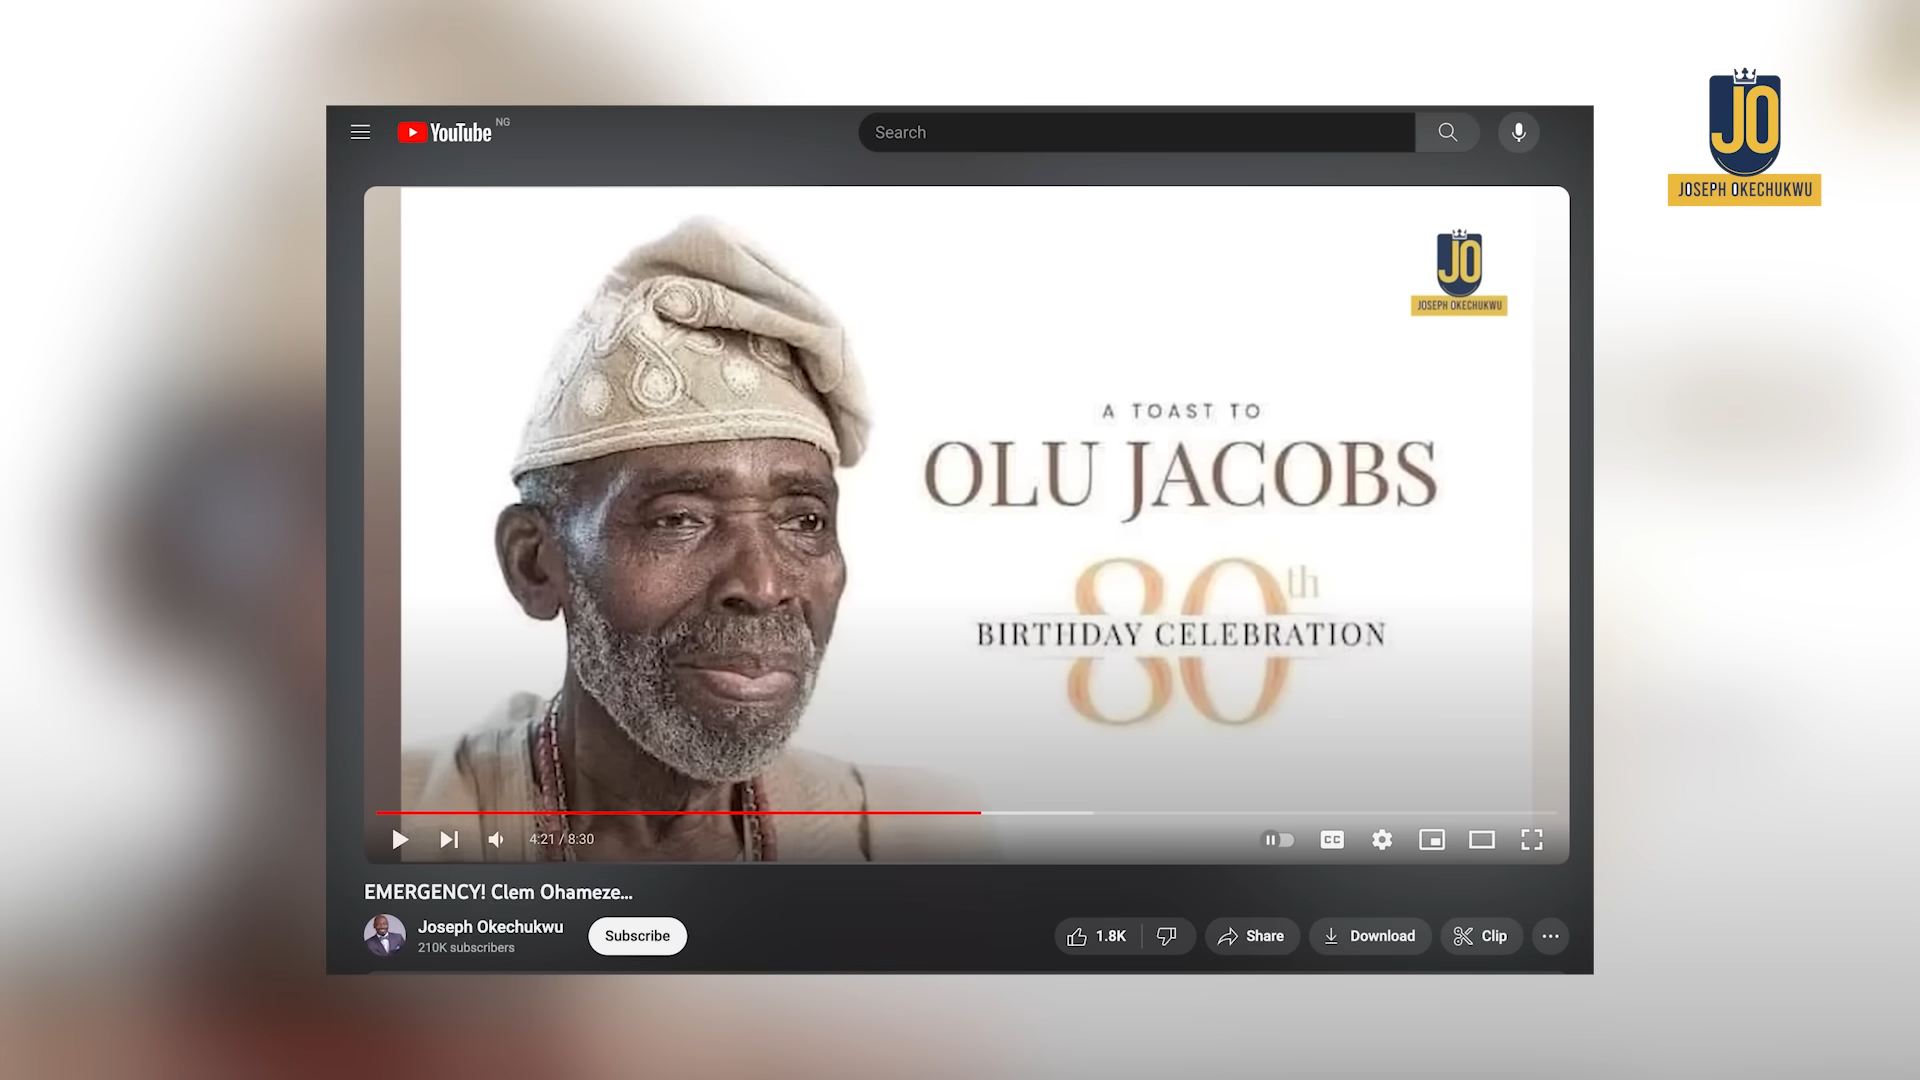 YouTube NG
Search
JO
JOSEPH OKECHUKWU
JO
JOSEPH OKECHUKWU
A TOAST TO
OLU JACOBS
80th
BIRTHDAY CELEBRATION
4:21 / 8:30
CC
EMERGENCY! Clem Ohameze...
Joseph Okechukwu
210K subscribers
Subscribe
1.8K
Share
Download
Clip